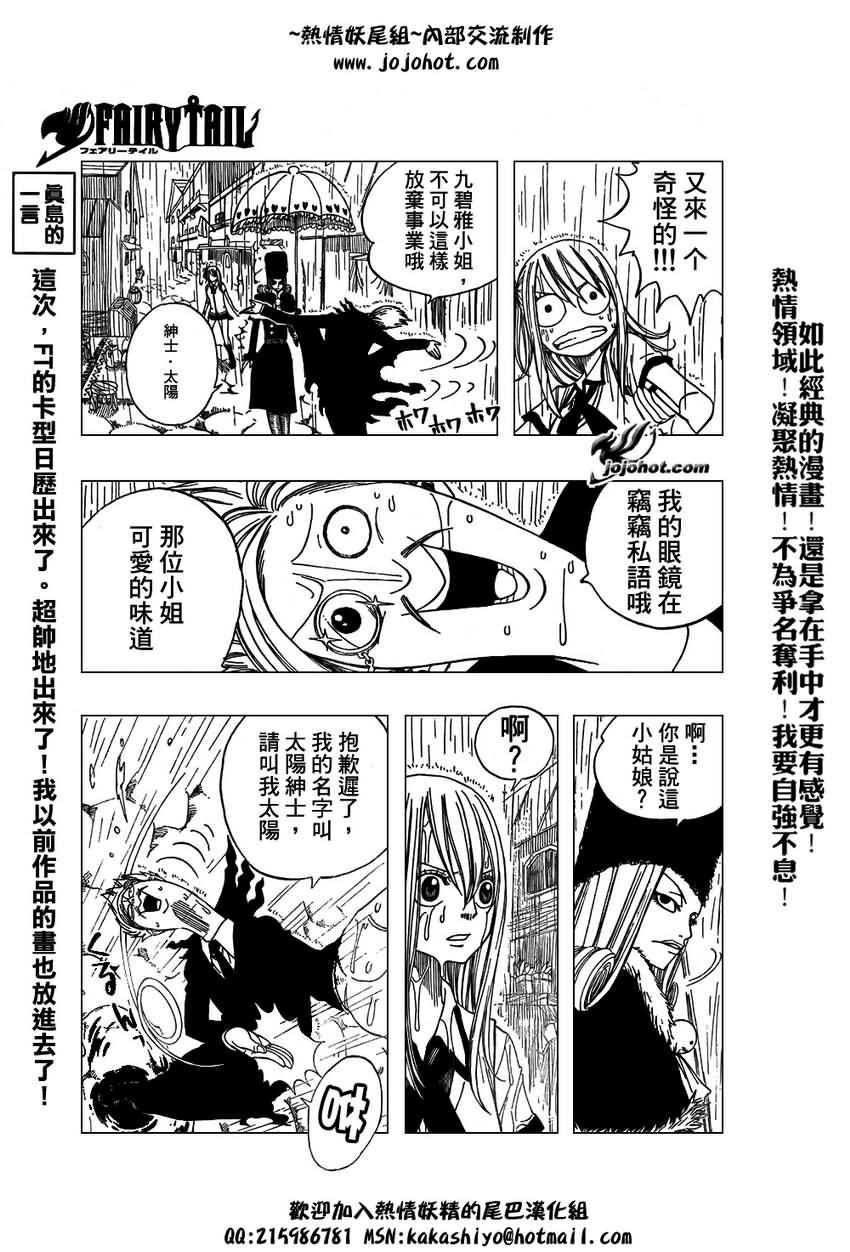 ~熱情妖尾組~內部交流制作
www.jojohot.com
FAIRY TAIL
フェアリーテイル
眞島的
一言
這次，FT的卡型日歷出來了。超帥地出來了！我以前作品的畫也放進去了！
如此經典的漫畫！還是拿在手中才更有感覺！
熱情領域！凝聚熱情！不為爭名奪利！我要自強不息！
又來一个
奇怪的!!!
九碧雅小姐，
不可以這樣
放棄事業哦
紳士·太陽
ホワ
ホワ
jojohot.com
我的眼鏡在
竊竊私語哦
那位小姐
可愛的味道
啊…
你是說這
小姑娘？
啊？
抱歉遲了，
我的名字叫
太陽紳士，
請叫我太陽
ぐるん
歡迎加入熱情妖精的尾巴漢化組
QQ:215986781 MSN:kakashiyo@hotmail.com